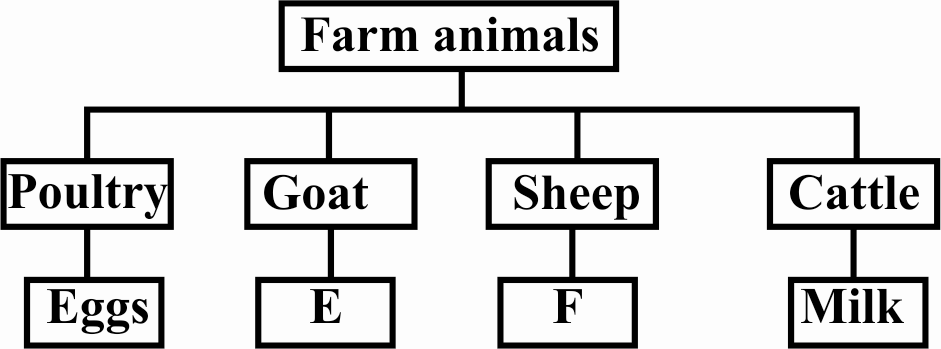 Farm animals
Poultry
Goat
Sheep
Cattle
Eggs
E
F
Milk